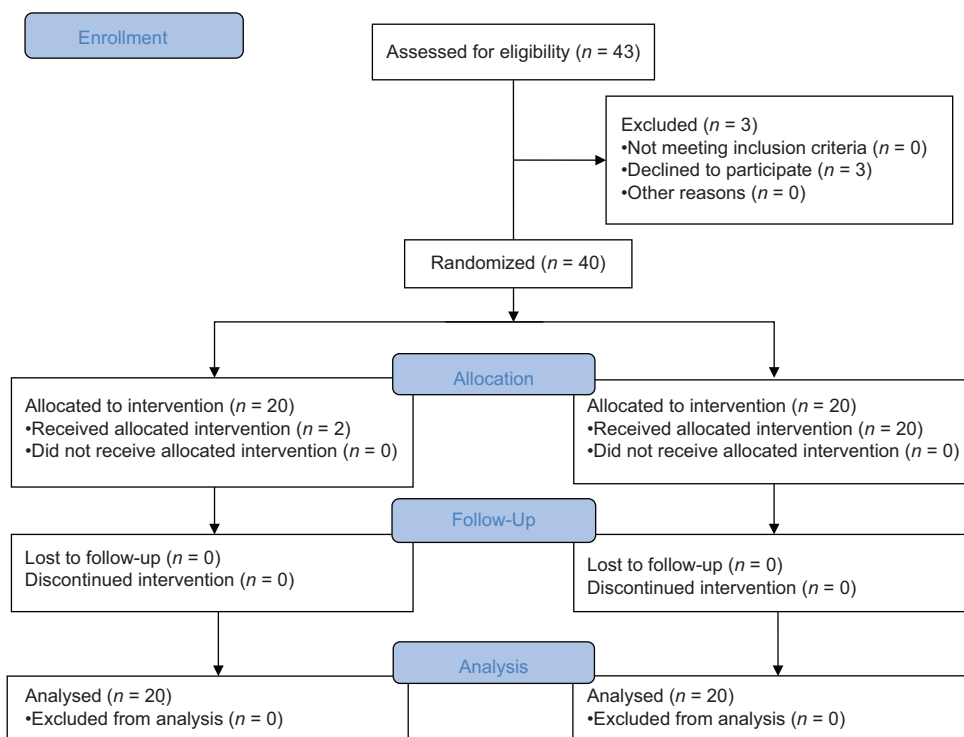 Enrollment
Assessed for eligibility (n = 43)
Excluded (n = 3)
•Not meeting inclusion criteria (n = 0)
•Declined to participate (n = 3)
•Other reasons (n = 0)
Randomized (n = 40)
Allocation
Allocated to intervention (n = 20)
•Received allocated intervention (n = 2)
•Did not receive allocated intervention (n = 0)
Allocated to intervention (n = 20)
•Received allocated intervention (n = 20)
•Did not receive allocated intervention (n = 0)
Follow-Up
Lost to follow-up (n = 0)
Discontinued intervention (n = 0)
Lost to follow-up (n = 0)
Discontinued intervention (n = 0)
Analysis
Analysed (n = 20)
•Excluded from analysis (n = 0)
Analysed (n = 20)
•Excluded from analysis (n = 0)